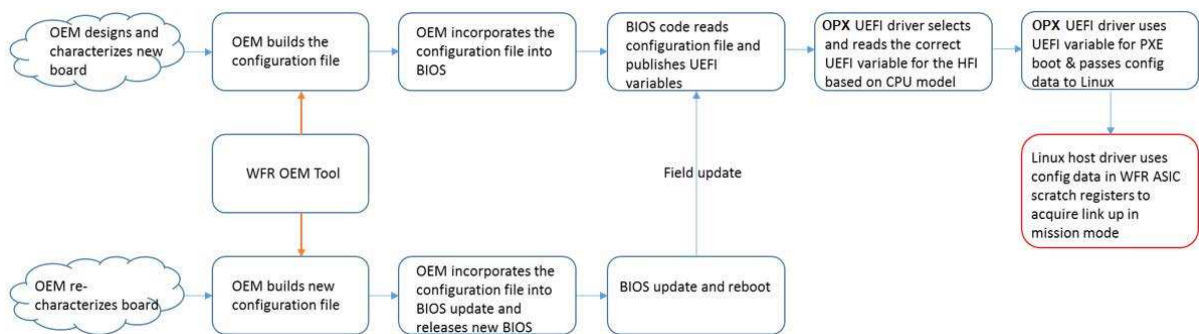 OEM designs and
characterizes new
board
OEM builds the
configuration file
OEM incorporates the
configuration file into
BIOS
BIOS code reads
configuration file and
publishes UEFI
variables
OPX UEFI driver selects
and reads the correct
UEFI variable for the HFI
based on CPU model
OPX UEFI driver uses
UEFI variable for PXE
boot & passes config
data to Linux
WFR OEM Tool
Field update
Linux host driver uses
config data in WFR ASIC
scratch registers to
acquire link up in
mission mode
OEM re-
characterizes board
OEM builds new
configuration file
OEM incorporates the
configuration file into
BIOS update and
releases new BIOS
BIOS update and reboot